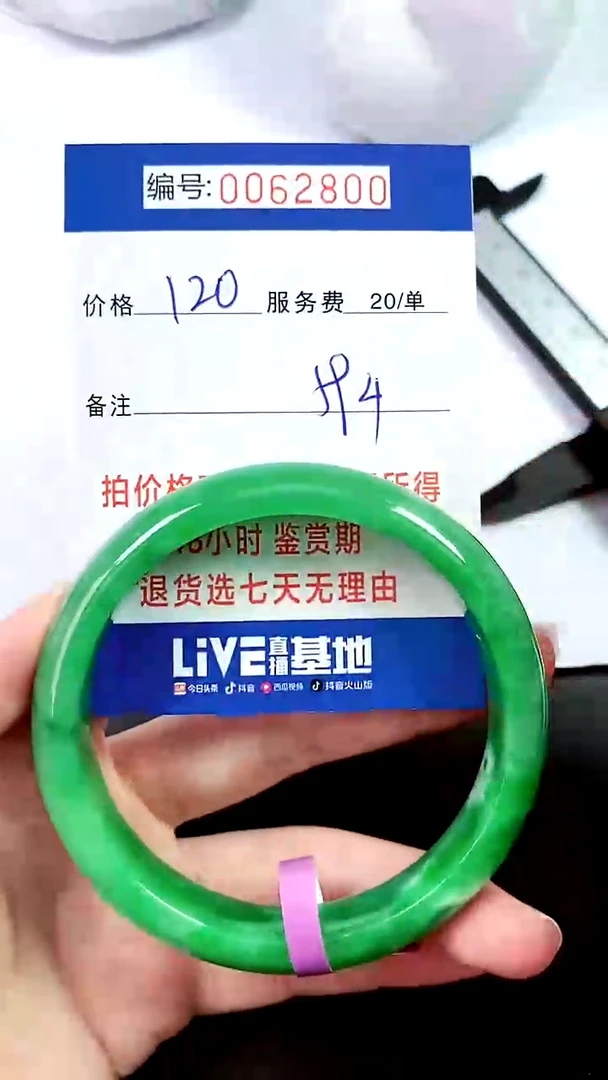 编号:0062800
价格 120 服务费 20/单
备注
拍价格 所得
小时 鉴赏期
退货选七天无理由
LiVE直播基地
今日头条 抖音 西瓜视频 抖音火山版